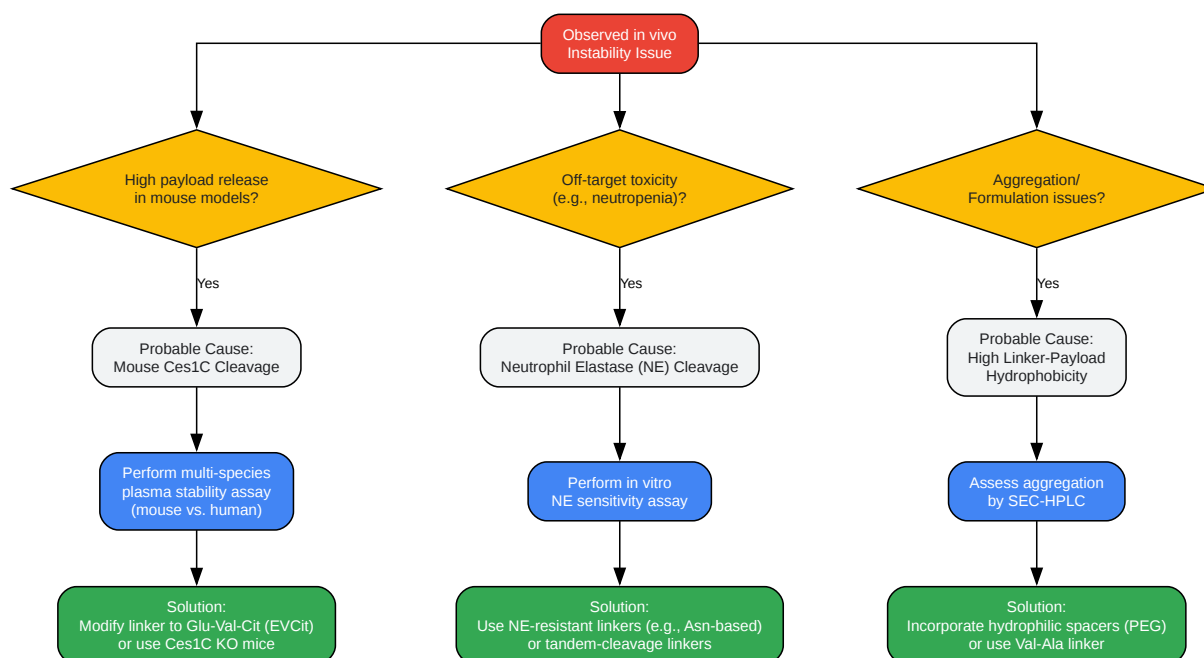 Observed in vivo
Instability Issue
High payload release
in mouse models?
Off-target toxicity
(e.g., neutropenia)?
Aggregation/
Formulation issues?
Yes
Yes
Yes
Probable Cause:
Mouse Ces1C Cleavage
Probable Cause:
Neutrophil Elastase (NE) Cleavage
Probable Cause:
High Linker-Payload
Hydrophobicity
Perform multi-species
plasma stability assay
(mouse vs. human)
Perform in vitro
NE sensitivity assay
Assess aggregation
by SEC-HPLC
Solution:
Modify linker to Glu-Val-Cit (EVCit)
or use Ces1C KO mice
Solution:
Use NE-resistant linkers (e.g., Asn-based)
or tandem-cleavage linkers
Solution:
Incorporate hydrophilic spacers (PEG)
or use Val-Ala linker